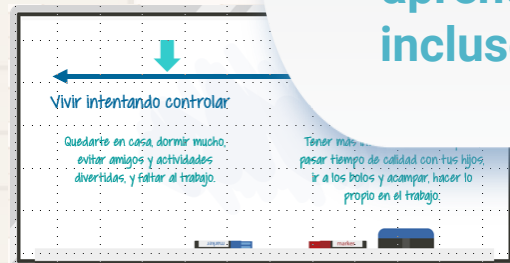 inclus
Vivir intentando controlar
Quedarte en casa, dormir mucho,
evitar amigos y actividades
divertidas, y faltar al trabajo.
Tener más
pasar tiempo de calidad con tus hijos,
ir a los bolos y acampar, hacer lo
propio en el trabajo.